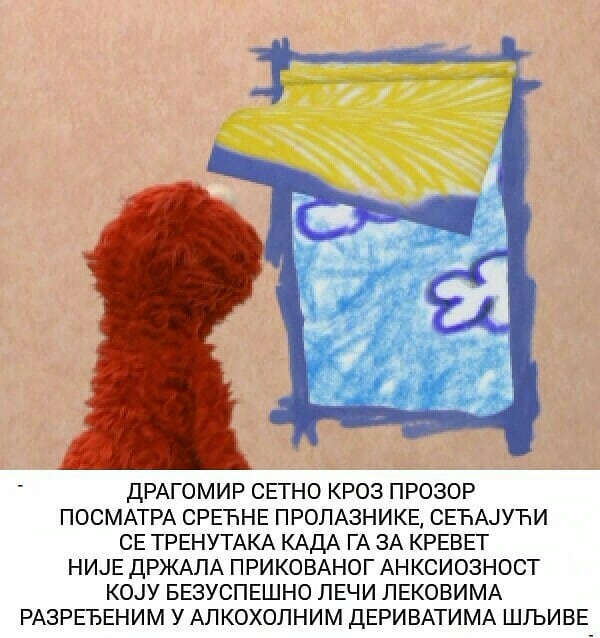 ДРАГОМИР СЕТНО КРОЗ ПРОЗОР
ПОСМАТРА СРЕЋНЕ ПРОЛАЗНИКЕ, СЕЋАЈУЋИ
СЕ ТРЕНУТАКА КАДА ГА ЗА КРЕВЕТ
НИЈЕ ДРЖАЛА ПРИКОВАНОГ АНКСИОЗНОСТ
КОЈУ БЕЗУСПЕШНО ЛЕЧИ ЛЕКОВИМА
РАЗРЕЂЕНИМ У АЛКОХОЛНИМ ДЕРИВАТИМА ШЉИВЕ